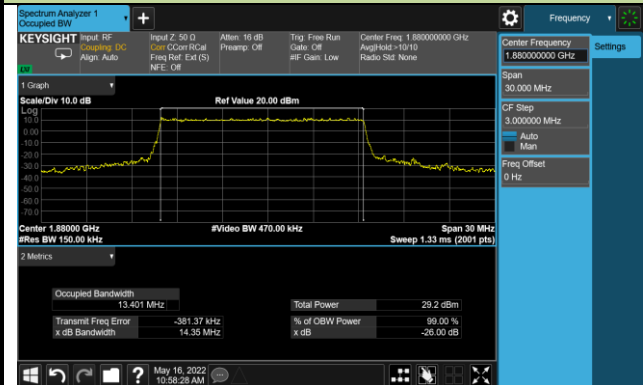 Spectrum Analyzer 1
Occupied BW
Frequency
KEYSIGHT
Input: RF
Coupling: DC
Align: Auto
Input Z: 50 Ω
Corr CCorr RCal
Freq Ref: Ext (S)
NFE: Off
Atten: 16 dB
Preamp: Off
Trig: Free Run
Gate: Off
#IF Gain: Low
Center Freq: 1.880000000 GHz
Avg|Hold:>10/10
Radio Std: None
1 Graph
Scale/Div 10.0 dB
Ref Value 20.00 dBm
Log
10.0
0.00
-10.0
-20.0
-30.0
-40.0
-50.0
-60.0
-70.0
Center 1.88000 GHz
#Video BW 470.00 kHz
Span 30 MHz
#Res BW 150.00 kHz
Sweep 1.33 ms (2001 pts)
2 Metrics
Occupied Bandwidth
13.401 MHz
Total Power
29.2 dBm
Transmit Freq Error
-381.37 kHz
% of OBW Power
99.00 %
x dB Bandwidth
14.35 MHz
x dB
-26.00 dB
Center Frequency
1.880000000 GHz
Settings
Span
30.000 MHz
CF Step
3.000000 MHz
Auto
Man
Freq Offset
0 Hz
?
May 16, 2022
10:58:28 AM